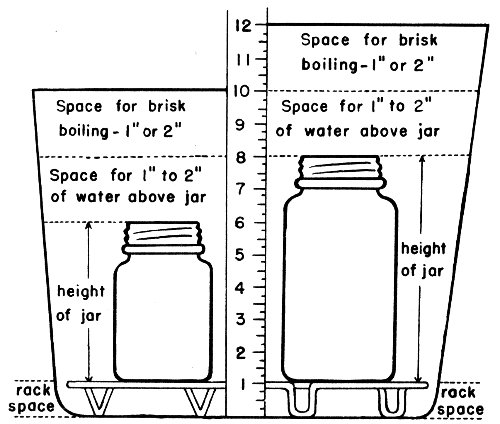 Space for brisk
boiling-1" or 2"
Space for 1" to 2"
of water above jar
height
of jar
rack
space
12
11
10
9
8
7
6
5
4
3
2
1
Space for brisk
boiling-1" or 2"
Space for 1" to 2"
of water above jar
height
of jar
rack
space